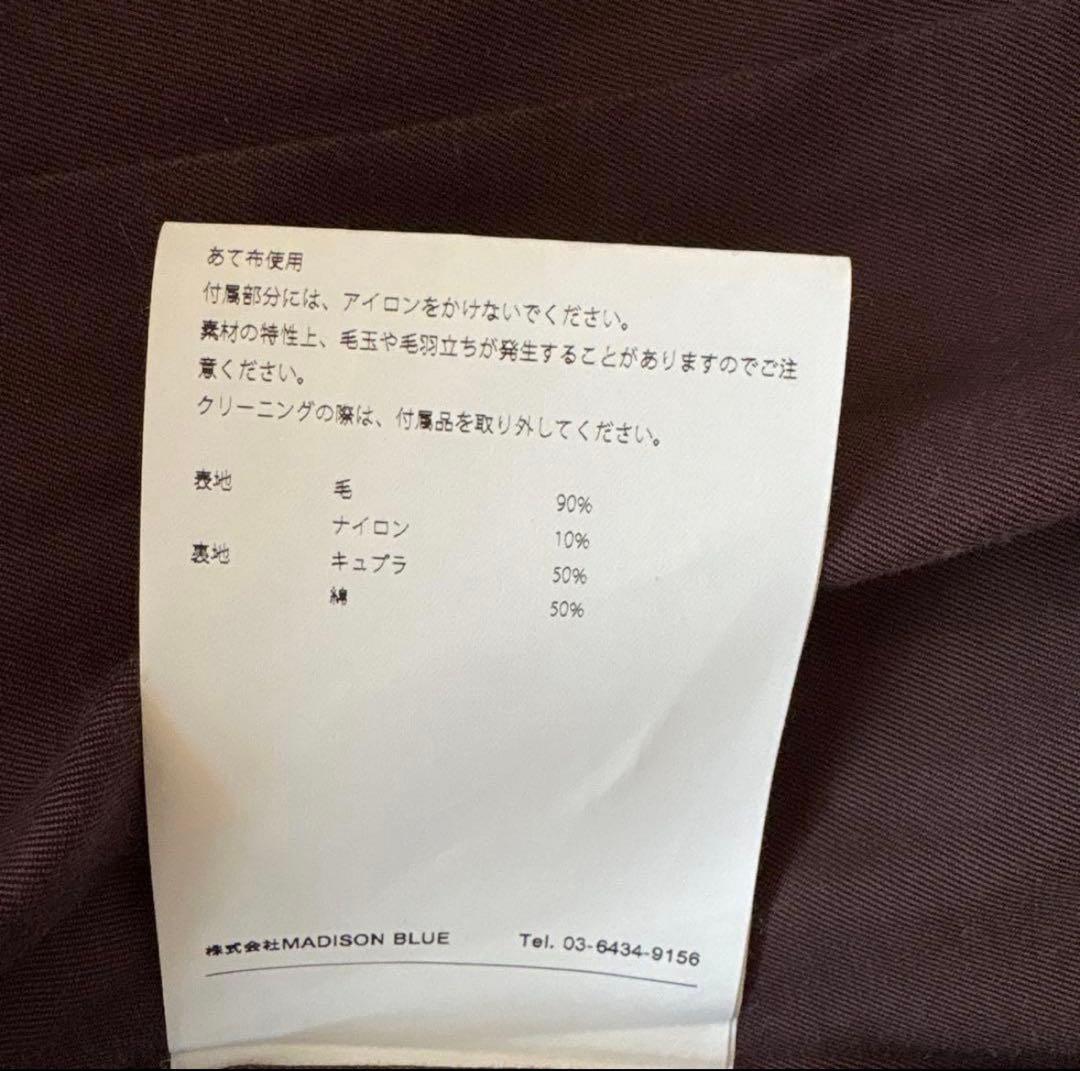 あて布使用
付属部分には、アイロンをかけないでください。
素材の特性上、毛玉や毛羽立ちが発生することがありますのでご注
意ください。
クリーニングの際は、付属品を取り外してください。
表地 毛 90%
ナイロン 10%
裏地 キュプラ 50%
綿 50%
株式会社MADISON BLUE Tel. 03-6434-9156